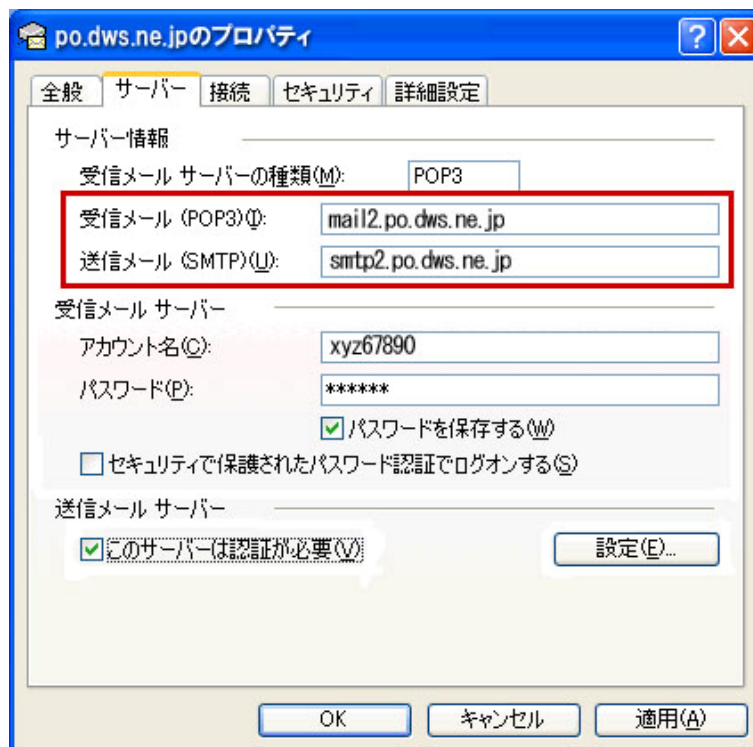 po.dws.ne.jpのプロパティ
全般 サーバー 接続 セキュリティ 詳細設定
サーバー情報
受信メール サーバーの種類(M): POP3
受信メール (POP3)(I): mail2.po.dws.ne.jp
送信メール (SMTP)(U): smtp2.po.dws.ne.jp
受信メール サーバー
アカウント名(C): xyz67890
パスワード(P): ******
パスワードを保存する(W)
セキュリティで保護されたパスワード認証でログオンする(S)
送信メール サーバー
このサーバーは認証が必要(V) 設定(E)...
OK キャンセル 適用(A)